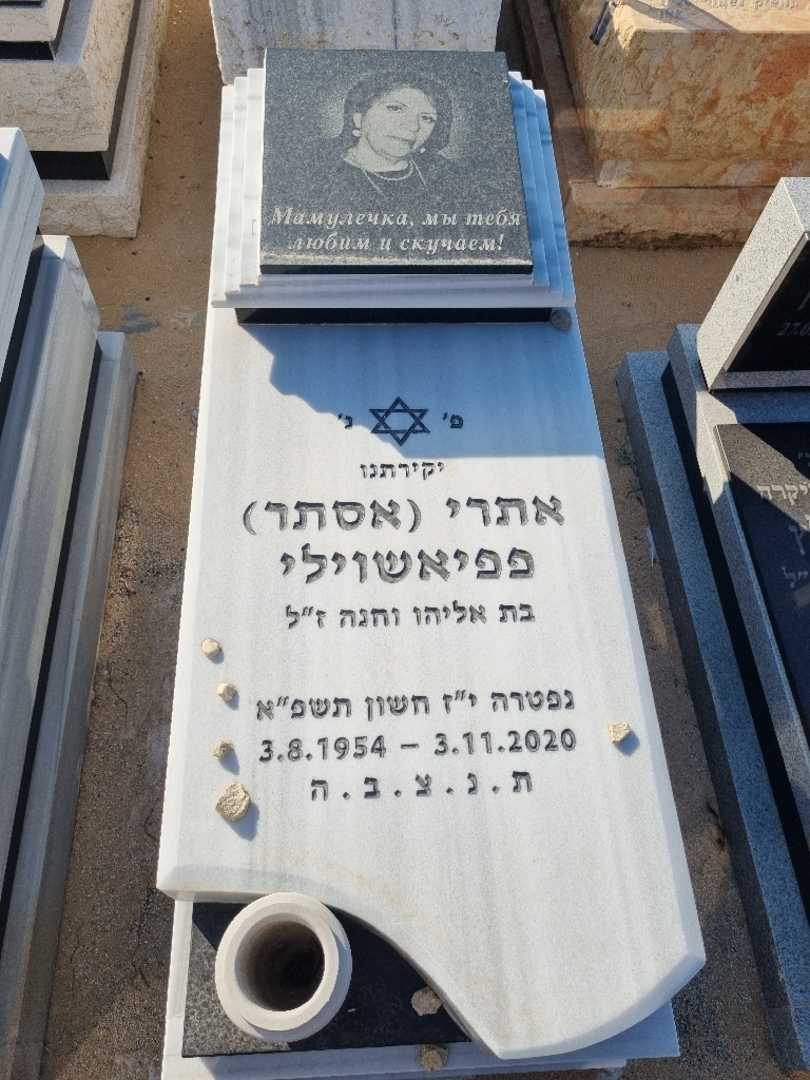 Мамулечка, мы тебя
любим и скучаем!
פ' נ'
יקירתנו
אתרי (אסתר)
פפיאשוילי
בת אליהו וחנה ז"ל
נפטרה י"ז חשון תשפ"א
3.8.1954 – 3.11.2020
ת.נ.צ.ב.ה